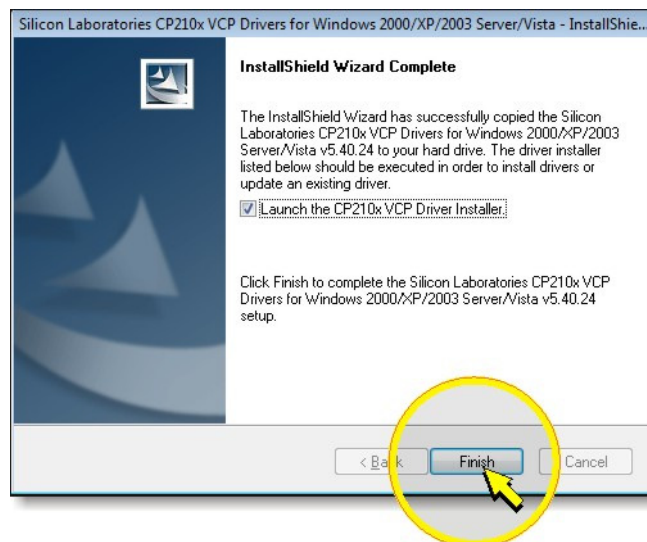 Silicon Laboratories CP210x VCP Drivers for Windows 2000/XP/2003 Server/Vista - InstallShie...
InstallShield Wizard Complete
The InstallShield Wizard has successfully copied the Silicon
Laboratories CP210x VCP Drivers for Windows 2000/XP/2003
Server/Vista v5.40.24 to your hard drive. The driver installer
listed below should be executed in order to install drivers or
update an existing driver.
Launch the CP210x VCP Driver Installer.
Click Finish to complete the Silicon Laboratories CP210x VCP
Drivers for Windows 2000/XP/2003 Server/Vista v5.40.24
setup.
< Back Finish Cancel